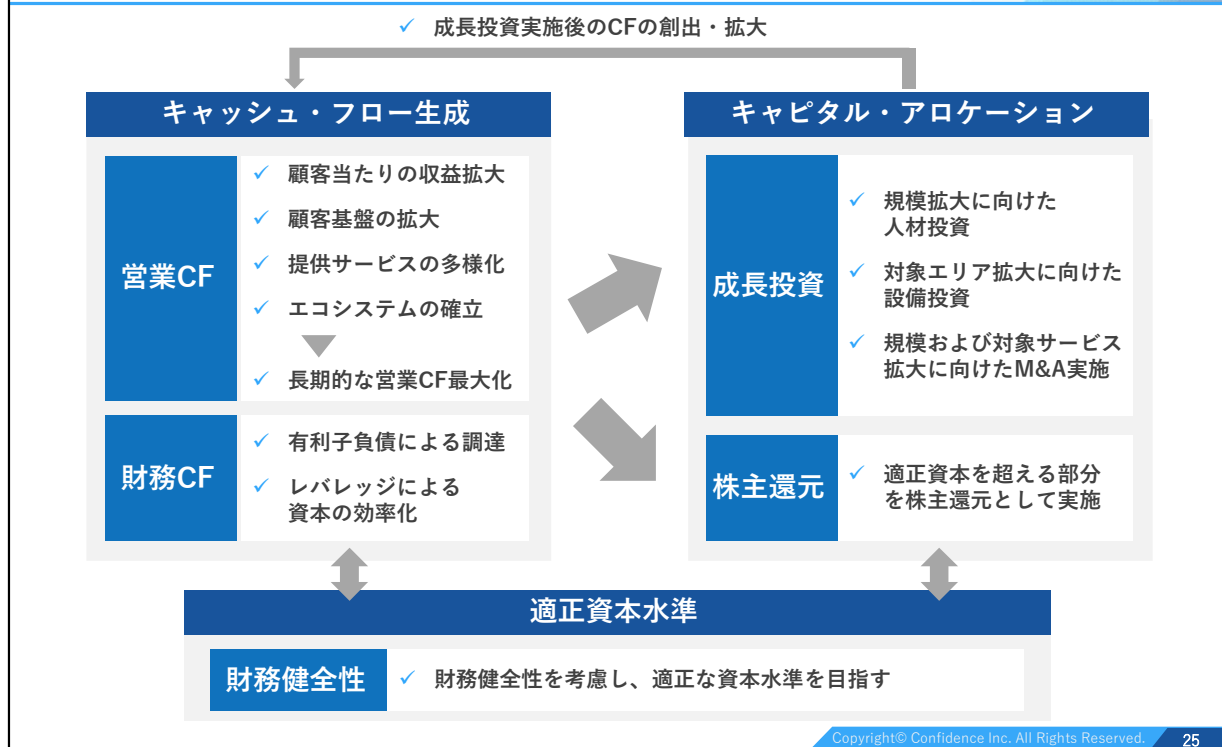 ✓ 成長投資実施後のCFの創出・拡大
キャッシュ・フロー生成
営業CF
✓ 顧客当たりの収益拡大
✓ 顧客基盤の拡大
✓ 提供サービスの多様化
✓ エコシステムの確立
✓ 長期的な営業CF最大化
財務CF
✓ 有利子負債による調達
✓ レバレッジによる
資本の効率化
キャピタル・アロケーション
成長投資
✓ 規模拡大に向けた
人材投資
✓ 対象エリア拡大に向けた
設備投資
✓ 規模および対象サービス
拡大に向けたM&A実施
株主還元
✓ 適正資本を超える部分
を株主還元として実施
適正資本水準
財務健全性
✓ 財務健全性を考慮し、適正な資本水準を目指す
Copyright© Confidence Inc. All Rights Reserved.
25